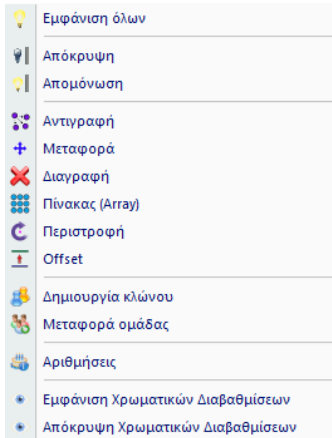 Εμφάνιση όλων
Απόκρυψη
Απομόνωση
Αντιγραφή
Μεταφορά
Διαγραφή
Πίνακας (Array)
Περιστροφή
Offset
Δημιουργία κλώνου
Μεταφορά ομάδας
Αριθμήσεις
Εμφάνιση Χρωματικών Διαβαθμίσεων
Απόκρυψη Χρωματικών Διαβαθμίσεων